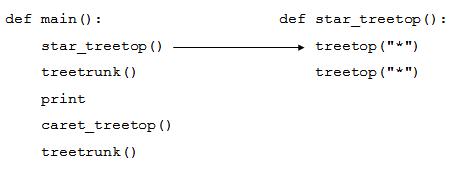 def main():
    star_treetop()
    treetrunk()
    print
    caret_treetop()
    treetrunk()
def star_treetop():
    treetop("*")
    treetop("*")